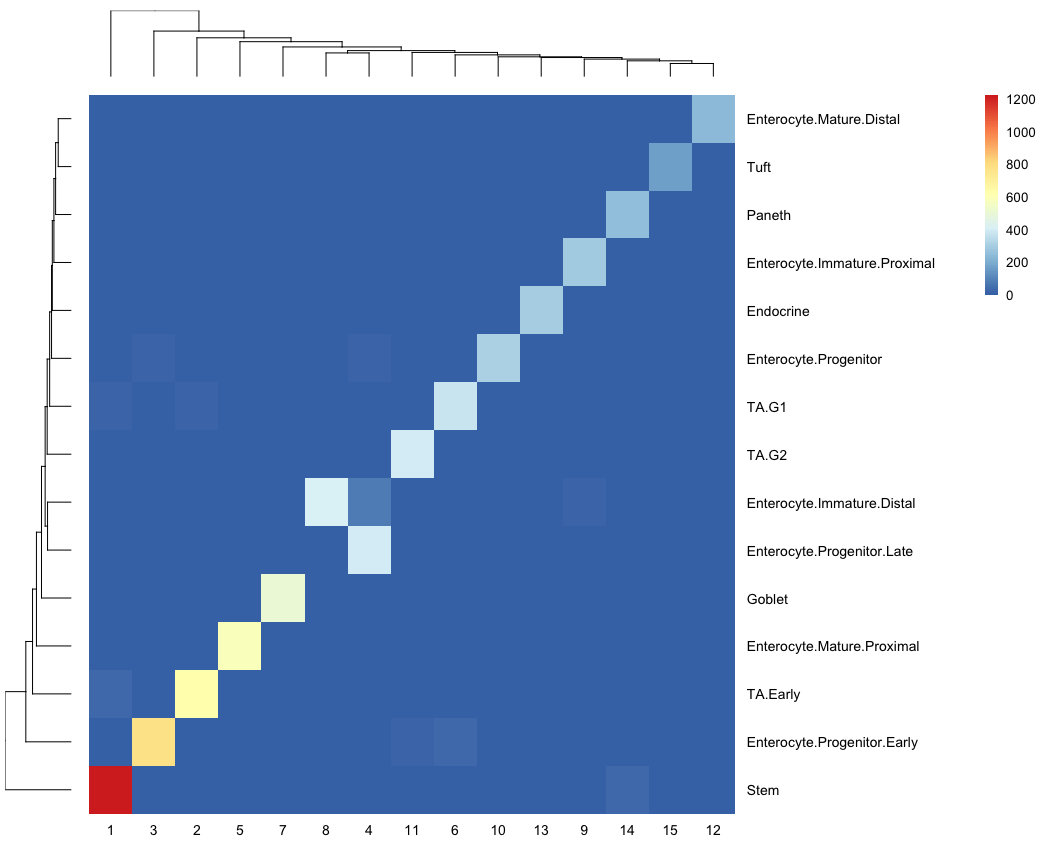 Enterocyte.Mature.Distal
Tuft
Paneth
Enterocyte.Immature.Proximal
Endocrine
Enterocyte.Progenitor
TA.G1
TA.G2
Enterocyte.Immature.Distal
Enterocyte.Progenitor.Late
Goblet
Enterocyte.Mature.Proximal
TA.Early
Enterocyte.Progenitor.Early
Stem
1 3 2 5 7 8 4 11 6 10 13 9 14 15 12
1200
1000
800
600
400
200
0